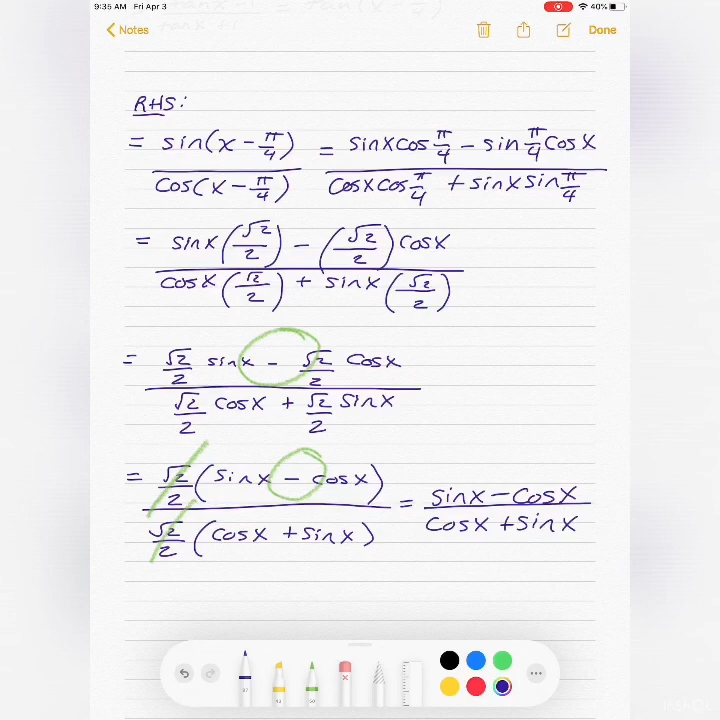 9:35 AM Fri Apr 3 40%
Notes Done
RHS:
= sin(x − π/4) / cos(x − π/4) = sinx cos π/4 − sin π/4 cosx / cosx cos π/4 + sinx sin π/4
= sinx (√2/2) − (√2/2) cosx / cosx (√2/2) + sinx (√2/2)
= √2/2 sinx − √2/2 cosx / √2/2 cosx + √2/2 sinx
= √2/2 (sinx − cosx) / √2/2 (cosx + sinx) = sinx − cosx / cosx + sinx